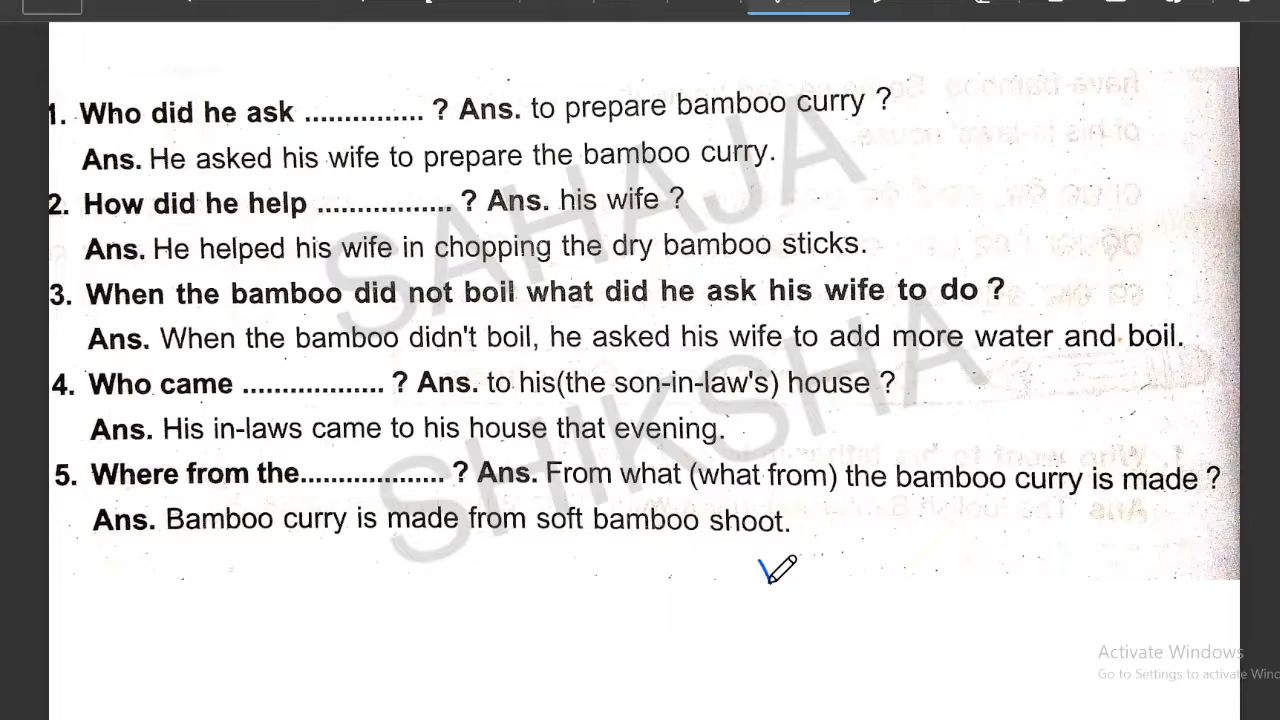 1. Who did he ask ............... ? Ans. to prepare bamboo curry ?
Ans. He asked his wife to prepare the bamboo curry.
2. How did he help ................. ? Ans. his wife ?
Ans. He helped his wife in chopping the dry bamboo sticks.
3. When the bamboo did not boil what did he ask his wife to do ?
Ans. When the bamboo didn't boil, he asked his wife to add more water and boil.
4. Who came .................. ? Ans. to his(the son-in-law's) house ?
Ans. His in-laws came to his house that evening.
5. Where from the................... ? Ans. From what (what from) the bamboo curry is made ?
Ans. Bamboo curry is made from soft bamboo shoot.
SAHAJA
SHIKSHA
Activate Windows
Go to Settings to activate